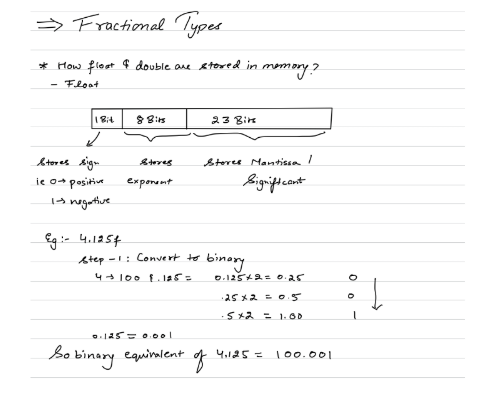 ⇒ Fractional Types
* How float & double are stored in memory?
- Float
1 Bit 8 Bits 23 Bits
Stores sign Stores Stores Mantissa /
ie 0→ positive exponent Significant
1→ negative
Eg :- 4.125f
Step -1 : Convert to binary
4 → 100 & .125 = 0.125×2 = 0.25 0
.25×2 = 0.5 0
.5×2 = 1.00 1
0.125 = 0.001
So binary equivalent of 4.125 = 100.001